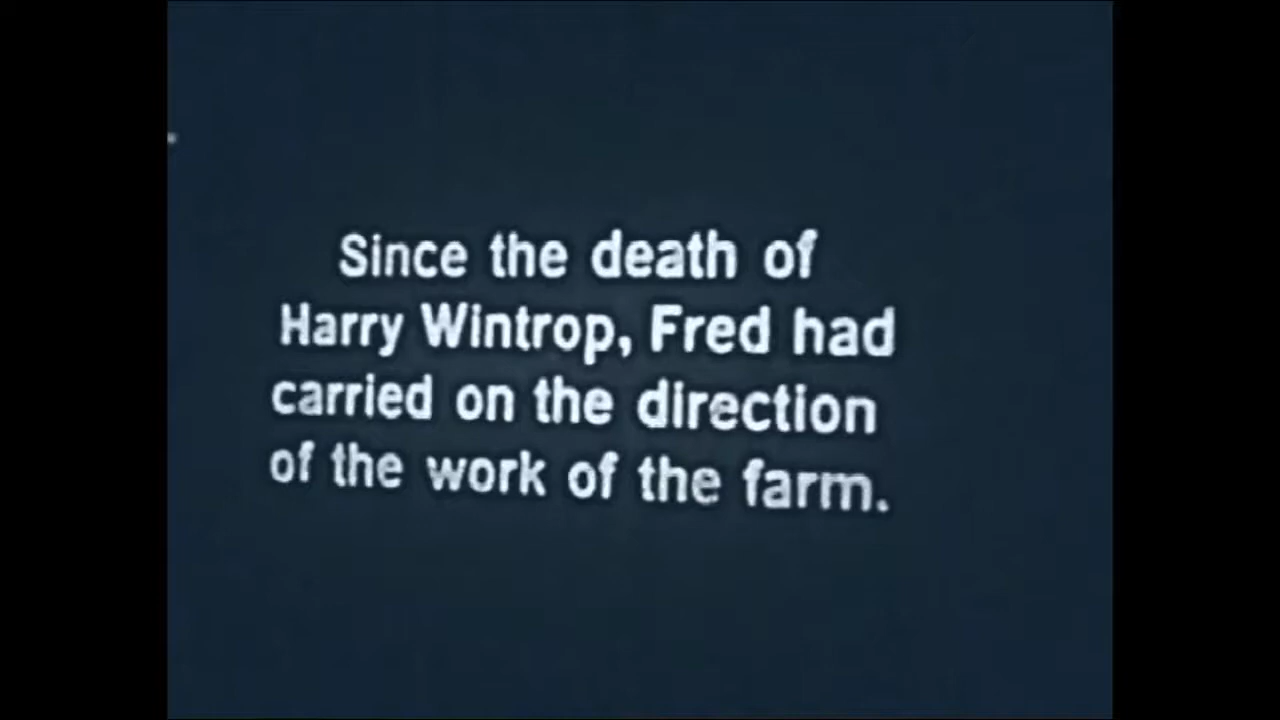 Since the death of
Harry Wintrop, Fred had
carried on the direction
of the work of the farm.